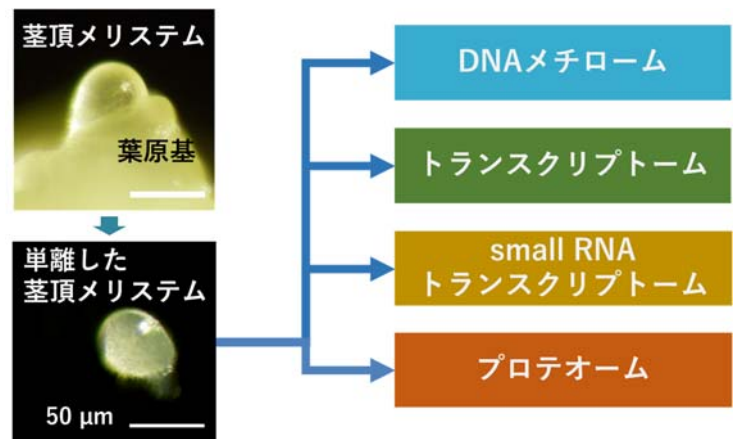 茎頂メリステム
葉原基
単離した
茎頂メリステム
50 µm
DNAメチローム
トランスクリプトーム
small RNA
トランスクリプトーム
プロテオーム